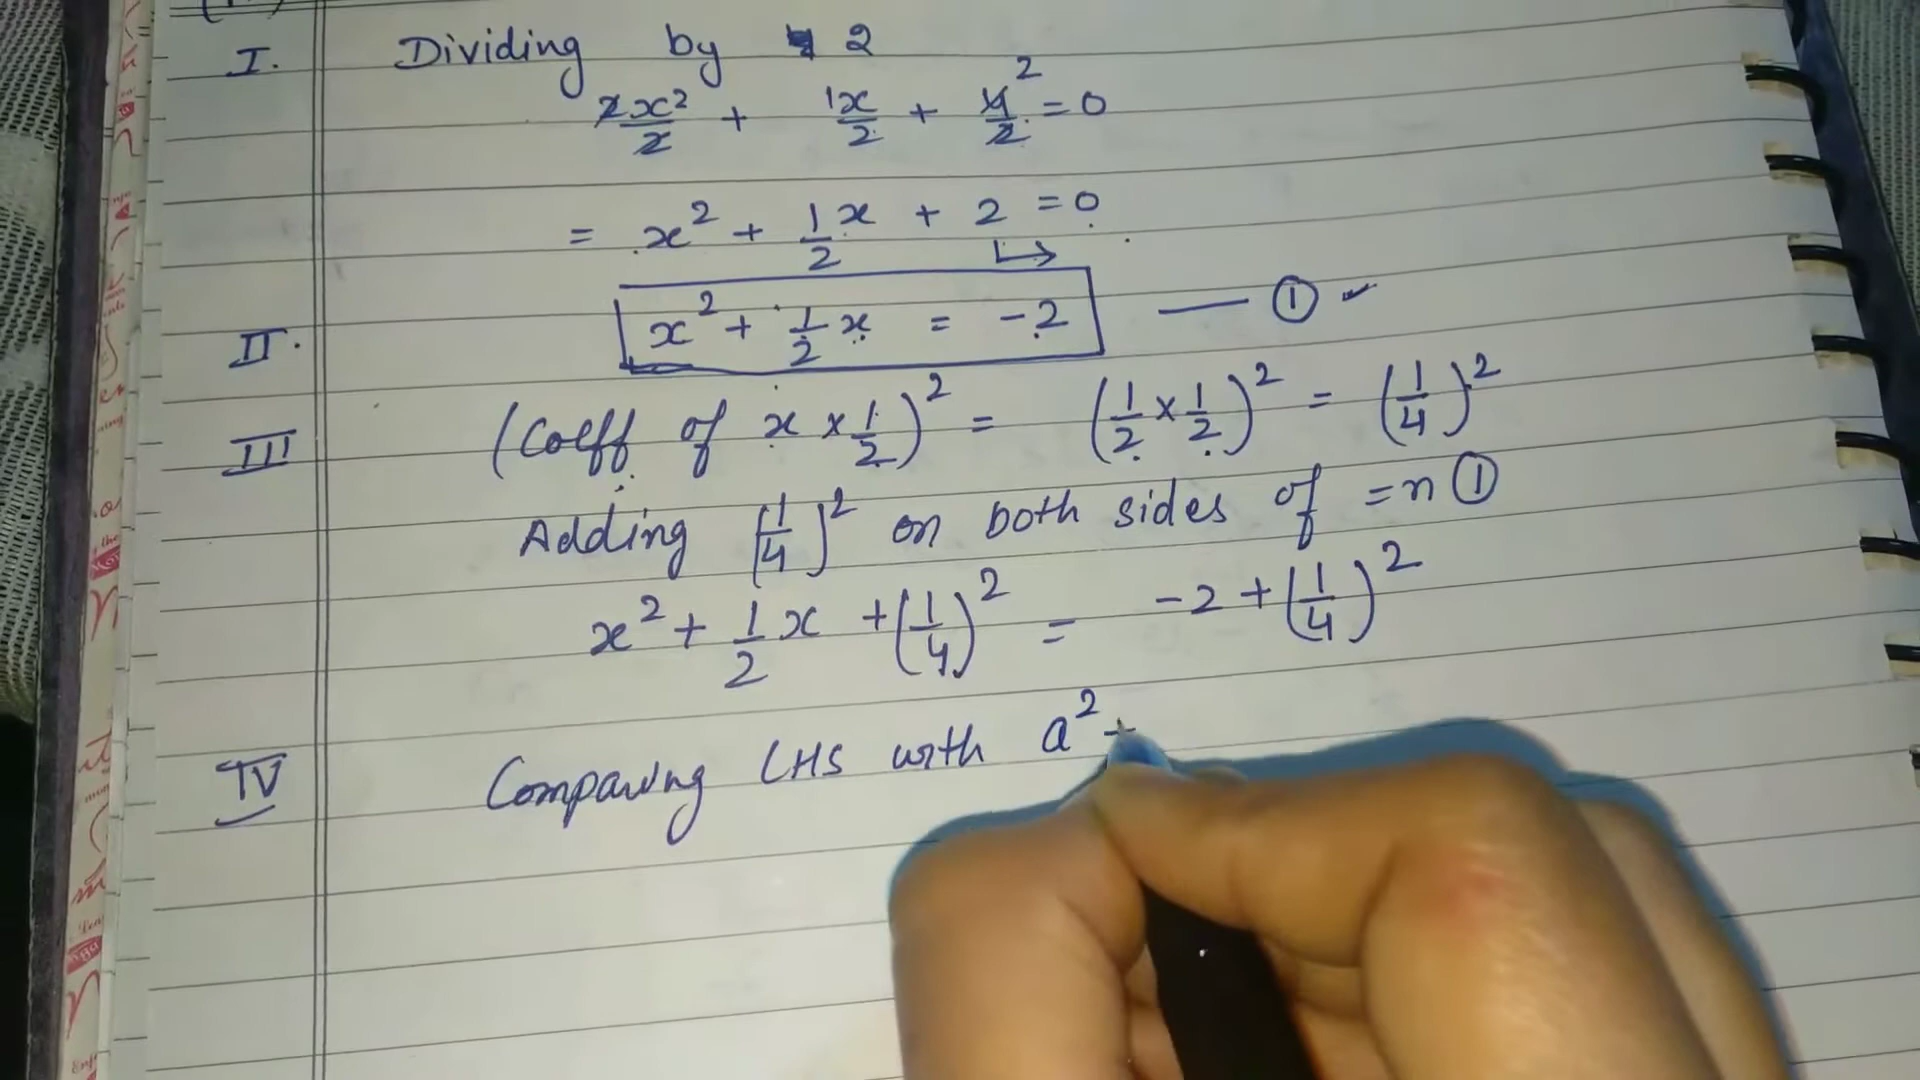 I. Dividing by 2
2x²/2 + 1x/2 + 4/2 2 = 0
= x² + 1/2 x + 2 = 0
II. x² + 1/2 x = -2 — ①
III (Coeff of x × 1/2)² = (1/2 × 1/2)² = (1/4)²
Adding (1/4)² on both sides of =n ①
x² + 1/2 x + (1/4)² = -2 + (1/4)²
IV Comparing LHS with a² +